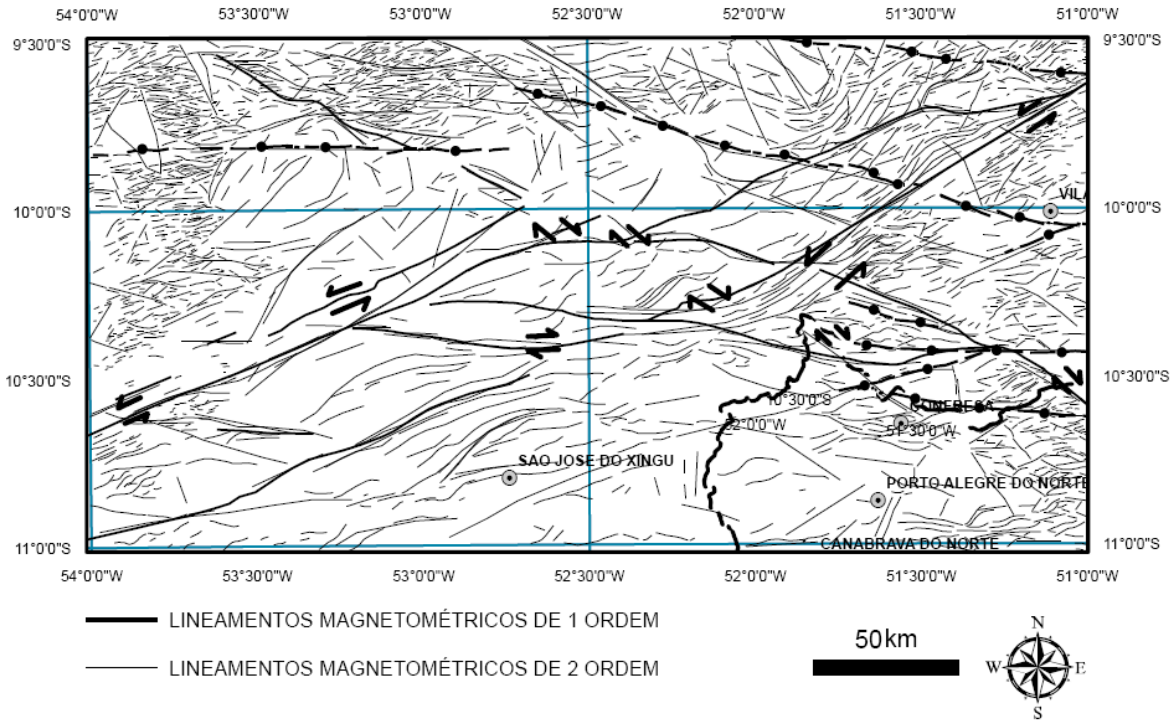 54°0'0"W 53°30'0"W 53°0'0"W 52°30'0"W 52°0'0"W 51°30'0"W 51°0'0"W
9°30'0"S 9°30'0"S
VILA
10°0'0"S 10°0'0"S
10°30'0"S 10°30'0"S
10°30'0"S
52°0'0"W 51°30'0"W
SAO JOSE DO XINGU
PORTO ALEGRE DO NORTE
CANABRAVA DO NORTE
11°0'0"S 11°0'0"S
54°0'0"W 53°30'0"W 53°0'0"W 52°30'0"W 52°0'0"W 51°30'0"W 51°0'0"W
LINEAMENTOS MAGNETOMÉTRICOS DE 1 ORDEM
LINEAMENTOS MAGNETOMÉTRICOS DE 2 ORDEM
50km
N
W E
S